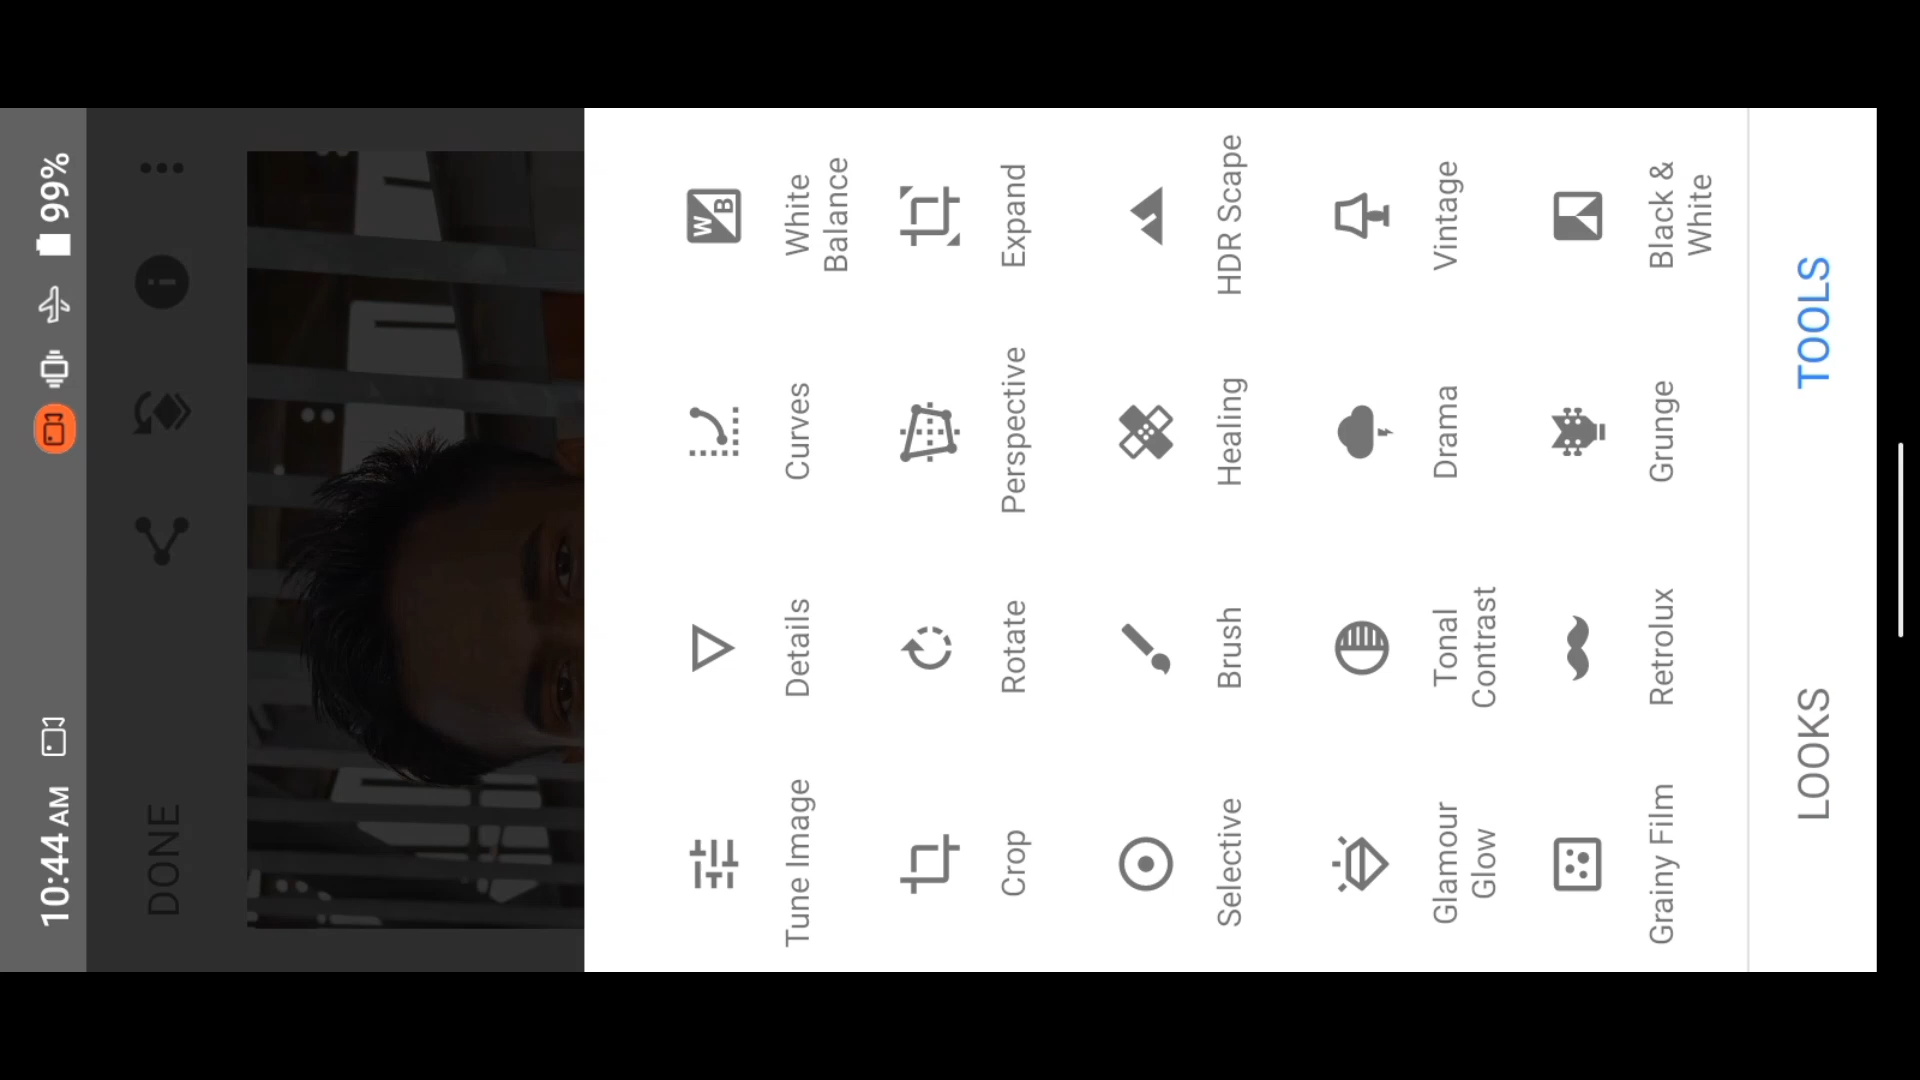 10:44 AM
99%
DONE
Tune Image
Details
Curves
White
Balance
Crop
Rotate
Perspective
Expand
Selective
Brush
Healing
HDR Scape
Glamour
Glow
Tonal
Contrast
Drama
Vintage
Grainy Film
Retrolux
Grunge
Black &
White
LOOKS
TOOLS